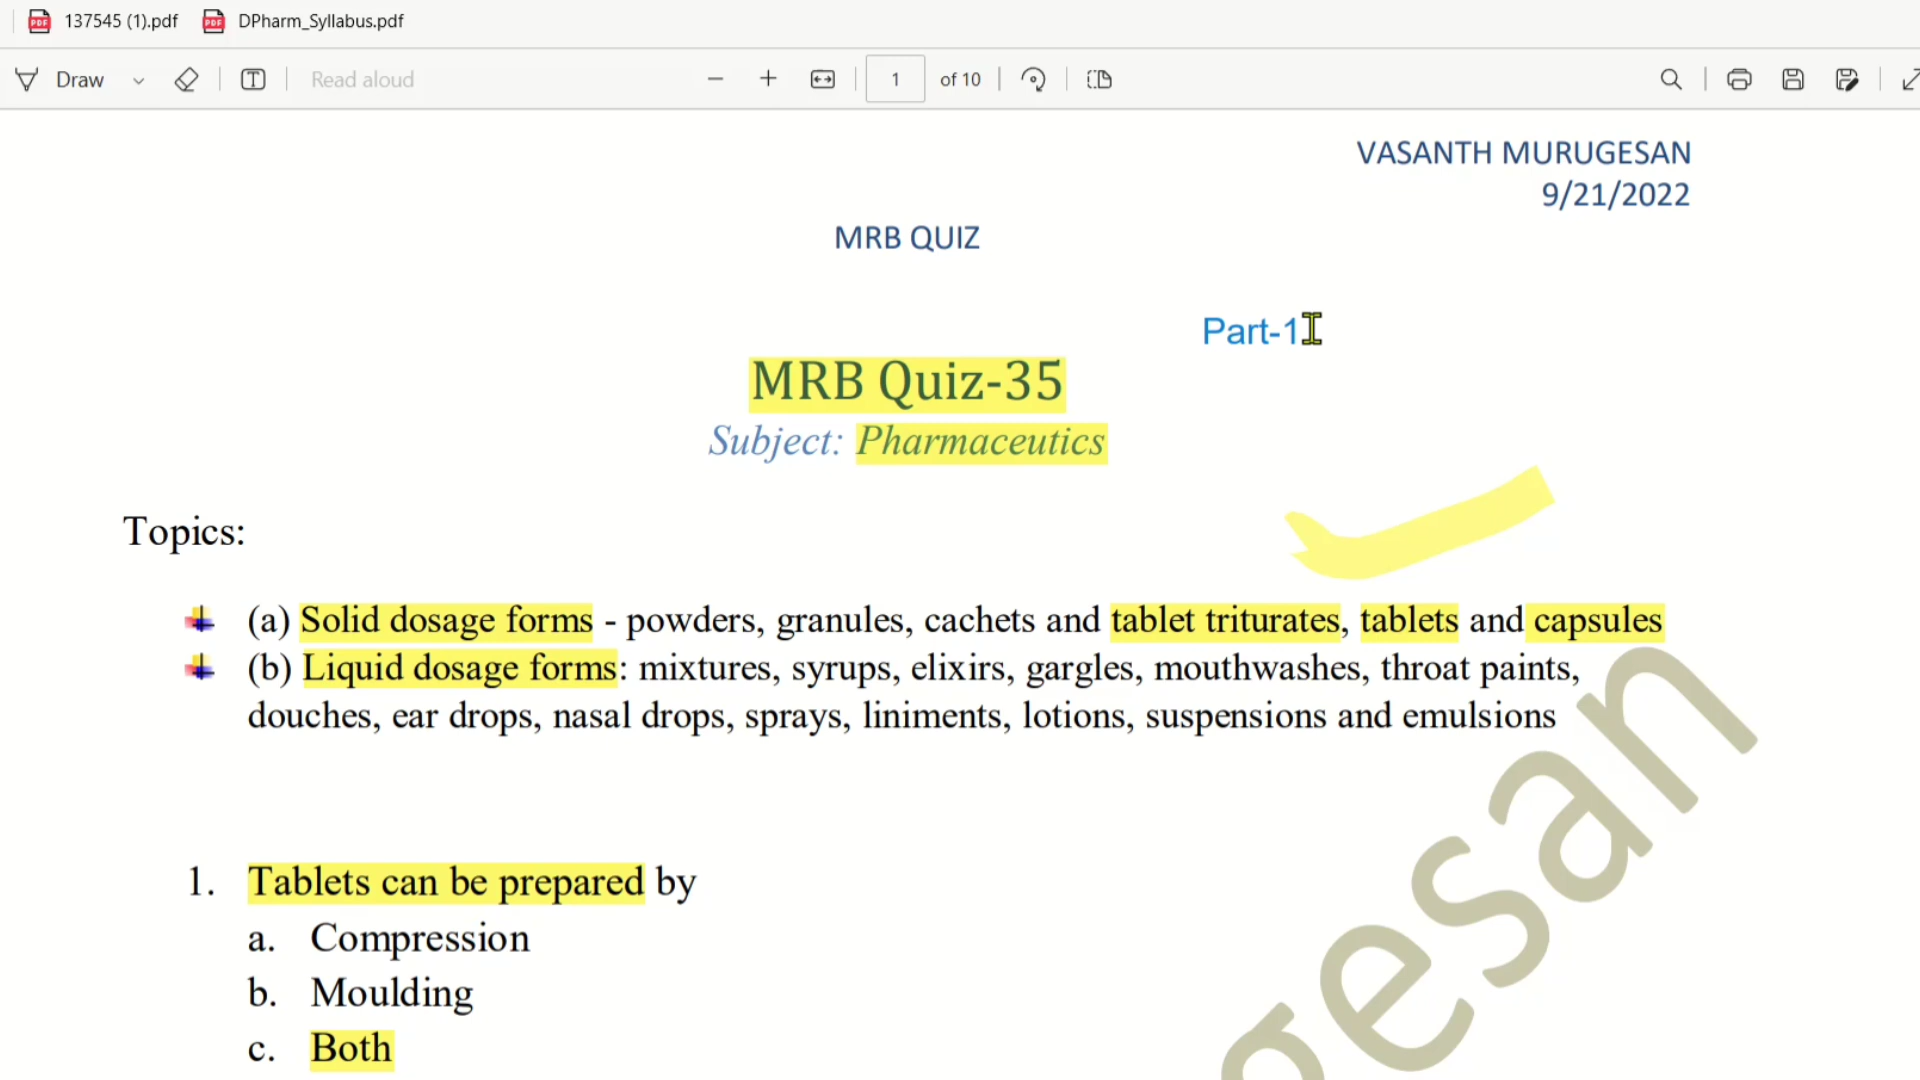 137545 (1).pdf DPharm_Syllabus.pdf
Draw Read aloud 1 of 10
VASANTH MURUGESAN
9/21/2022
MRB QUIZ
Part-1
MRB Quiz-35
Subject: Pharmaceutics
Topics:
(a) Solid dosage forms - powders, granules, cachets and tablet triturates, tablets and capsules
(b) Liquid dosage forms: mixtures, syrups, elixirs, gargles, mouthwashes, throat paints,
douches, ear drops, nasal drops, sprays, liniments, lotions, suspensions and emulsions
1. Tablets can be prepared by
a. Compression
b. Moulding
c. Both
gesan